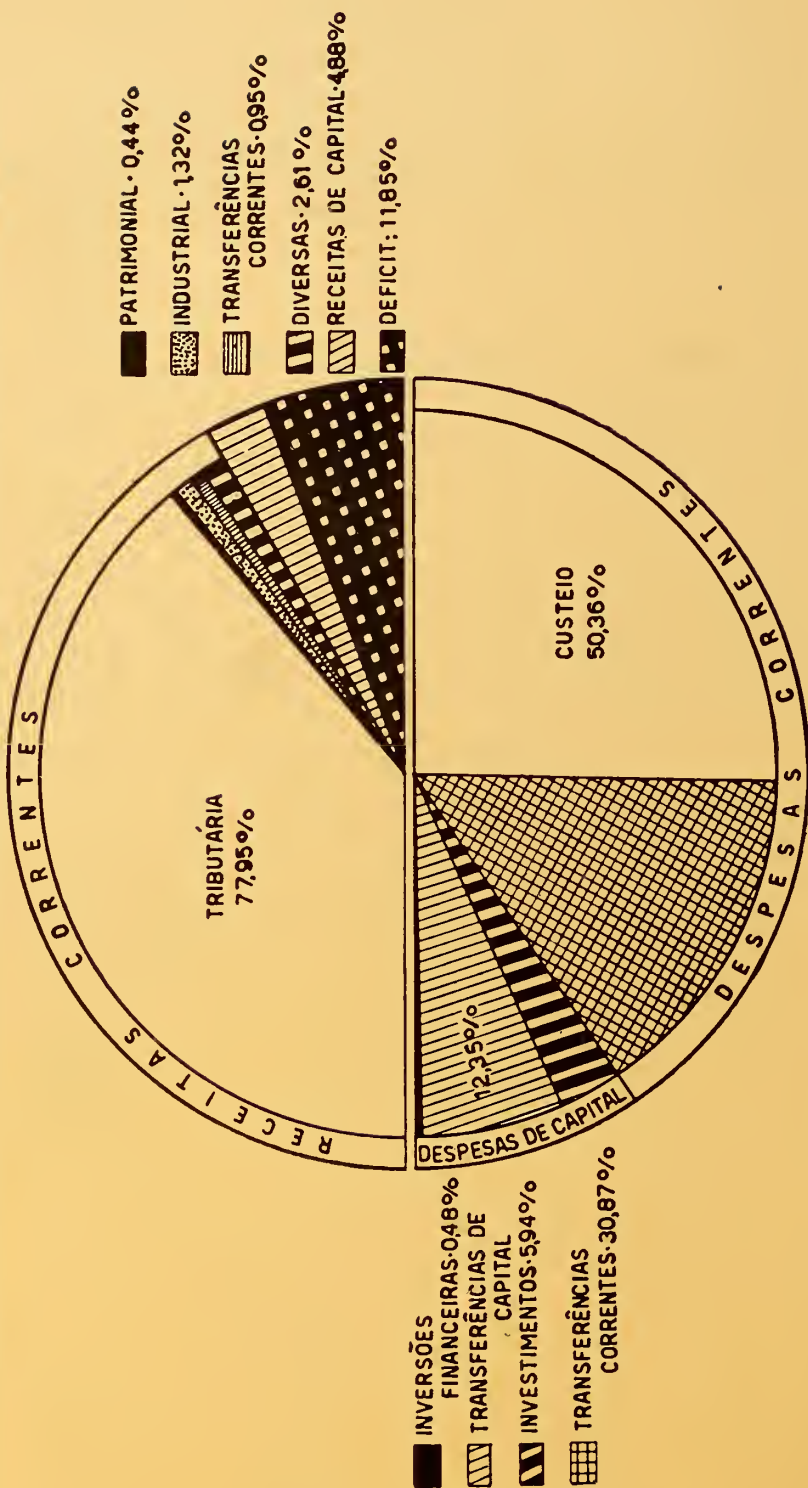 PATRIMONIAL · 0,44%
INDUSTRIAL · 1,32%
TRANSFERÊNCIAS
CORRENTES · 0,95%
DIVERSAS · 2,61%
RECEITAS DE CAPITAL · 4,88%
DEFICIT: 11,85%
RECEITAS CORRENTES
TRIBUTÁRIA
77,95%
CUSTEIO
50,36%
DESPESAS CORRENTES
12,35%
DESPESAS DE CAPITAL
INVERSÕES
FINANCEIRAS · 0,48%
TRANSFERÊNCIAS DE
CAPITAL
INVESTIMENTOS · 5,94%
TRANSFERÊNCIAS
CORRENTES · 30,87%